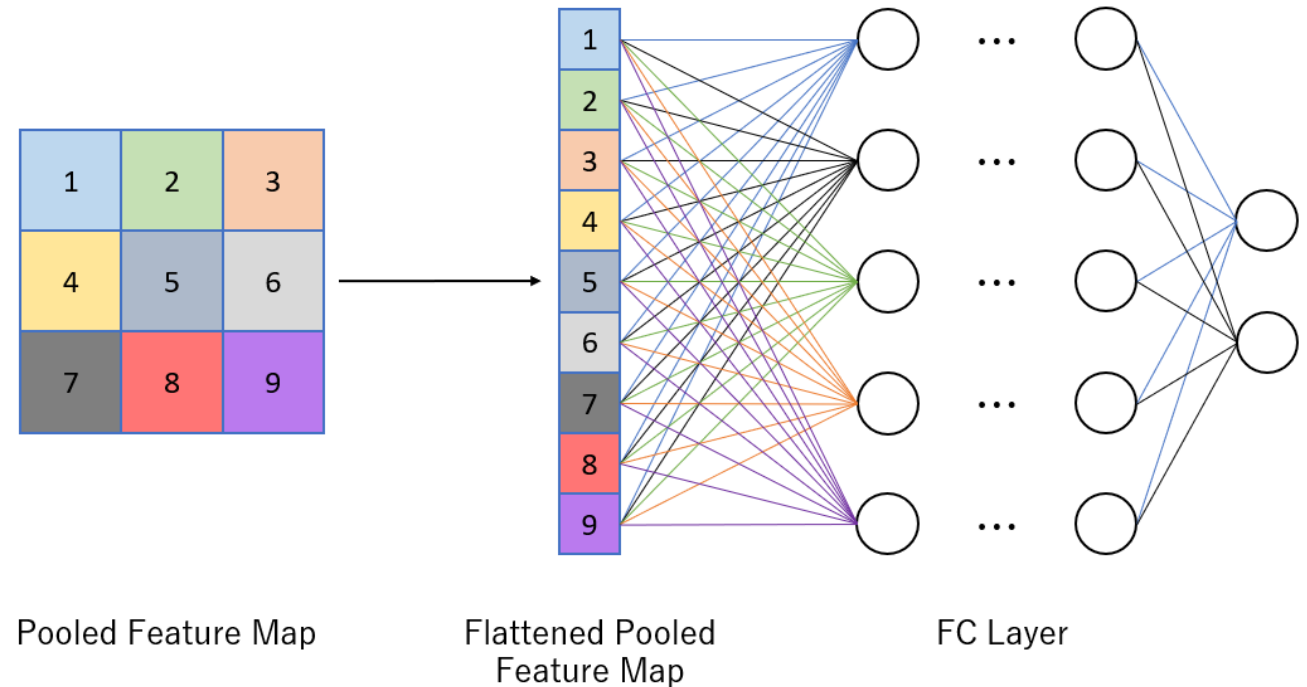 1 2 3
4 5 6
7 8 9
1
2
3
4
5
6
7
8
9
...
...
...
...
...
Pooled Feature Map
Flattened Pooled
Feature Map
FC Layer